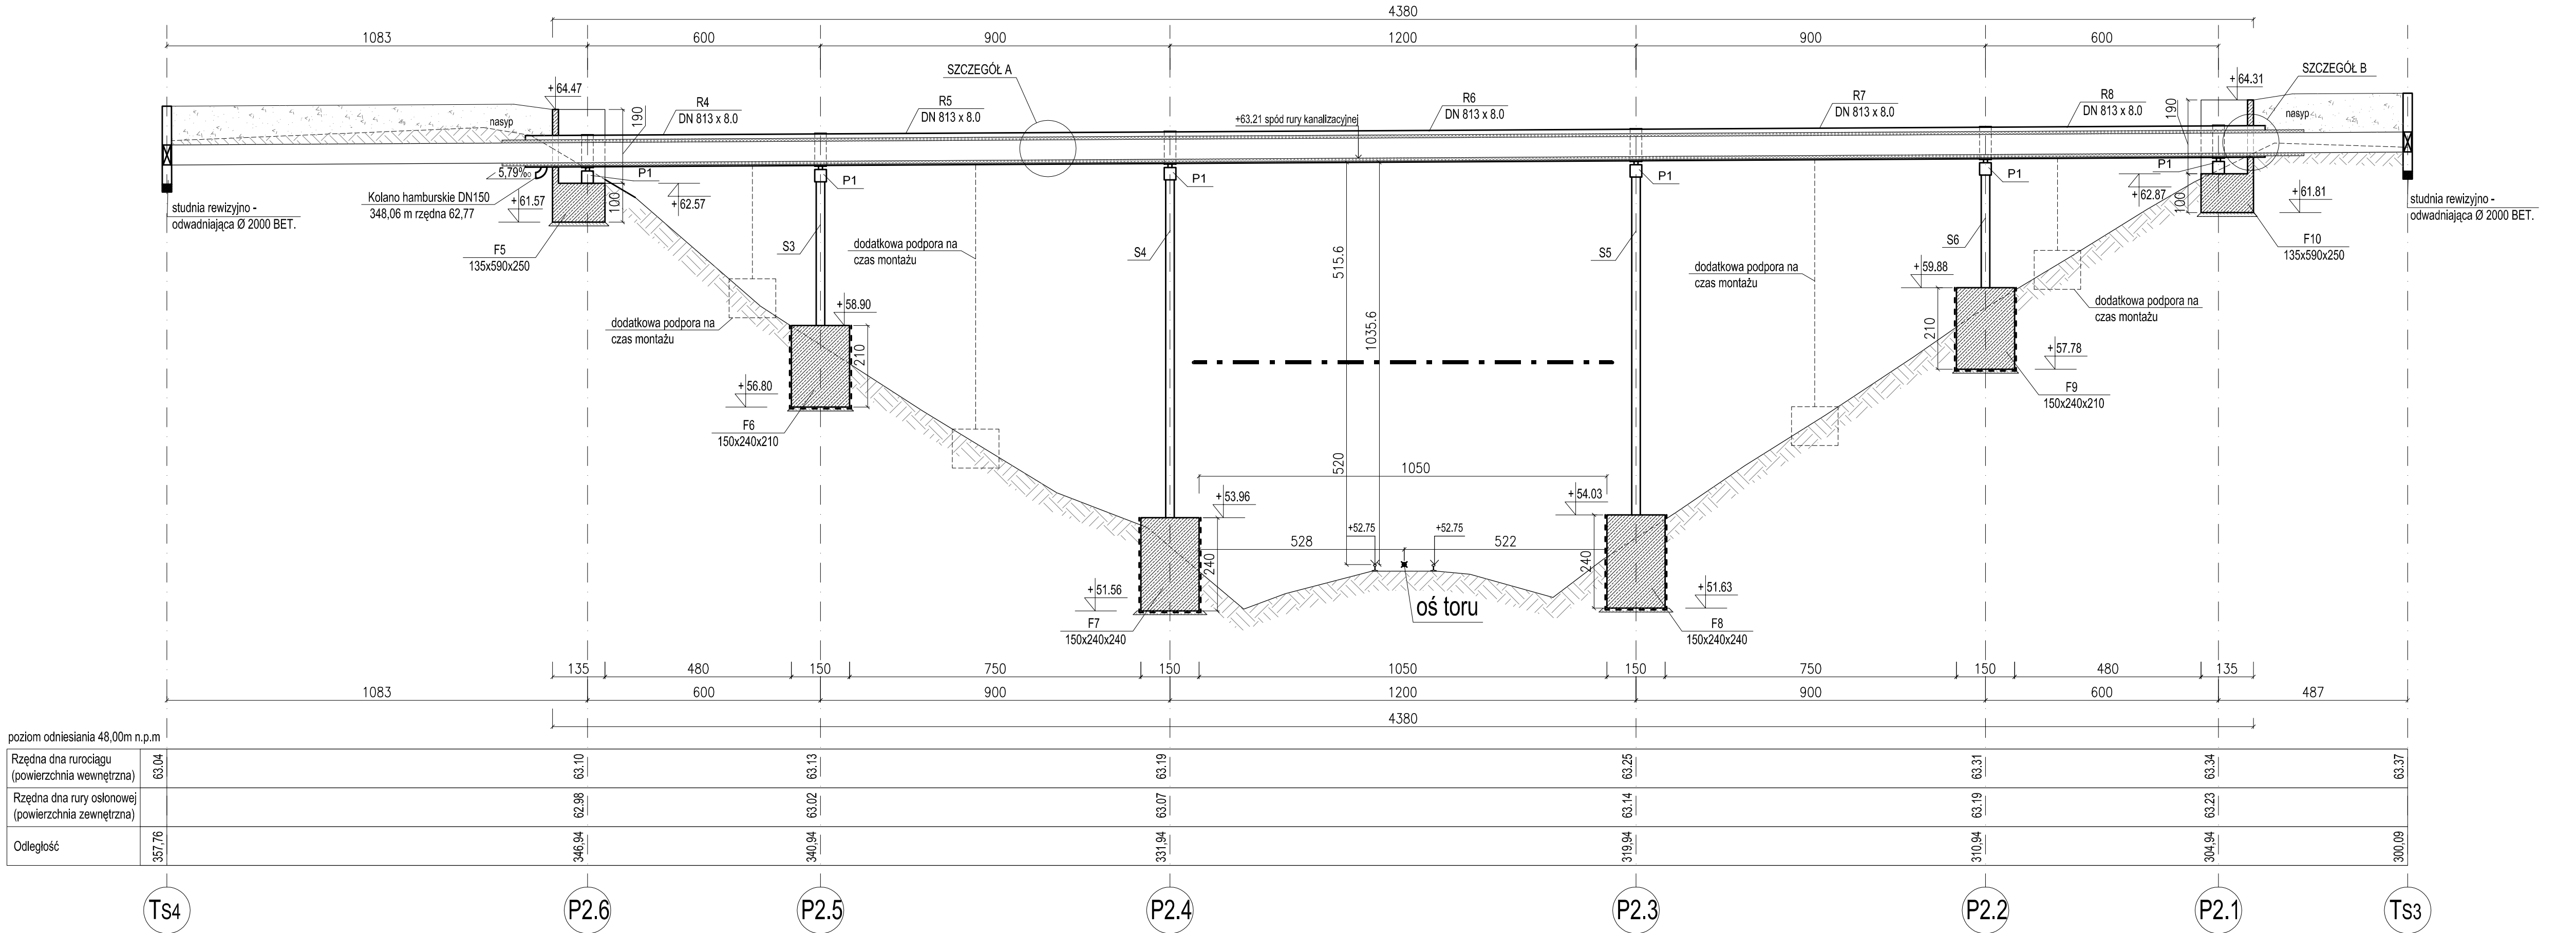 4380
1083 600 900 1200 900 600
SZCZEGÓŁ A
SZCZEGÓŁ B
+ 64.47
+ 64.31
190
190
nasyp
nasyp
R4
DN 813 x 8.0
R5
DN 813 x 8.0
+63.21 spód rury kanalizacyjnej
R6
DN 813 x 8.0
R7
DN 813 x 8.0
R8
DN 813 x 8.0
5,79‰
P1 P1 P1 P1 P1 P1
Kolano hamburskie DN150
348,06 m rzędna 62,77
+ 61.57
100
+ 62.57
+ 62.87
100
+ 61.81
studnia rewizyjno -
odwadniająca Ø 2000 BET.
studnia rewizyjno -
odwadniająca Ø 2000 BET.
F5
135x590x250
F10
135x590x250
S3
S4
S5
S6
dodatkowa podpora na
czas montażu
dodatkowa podpora na
czas montażu
dodatkowa podpora na
czas montażu
dodatkowa podpora na
czas montażu
515.6
1035.6
520
+ 58.90
210
+ 56.80
F6
150x240x210
+ 59.88
210
+ 57.78
F9
150x240x210
1050
+ 53.96
+ 54.03
+52.75
+52.75
528
522
240
240
+ 51.56
+ 51.63
oś toru
F7
150x240x240
F8
150x240x240
135 480 150 750 150 1050 150 750 150 480 135
1083 600 900 1200 900 600 487
4380
poziom odniesiania 48,00m n.p.m
Rzędna dna rurociągu
(powierzchnia wewnętrzna)
63.04 63.10 63.13 63.19 63.25 63.31 63.34 63.37
Rzędna dna rury osłonowej
(powierzchnia zewnętrzna)
62.98 63.02 63.07 63.14 63.19 63.23
Odległość
357,76 346,94 340,94 331,94 319,94 310,94 304,94 300,09
Ts4 P2.6 P2.5 P2.4 P2.3 P2.2 P2.1 Ts3